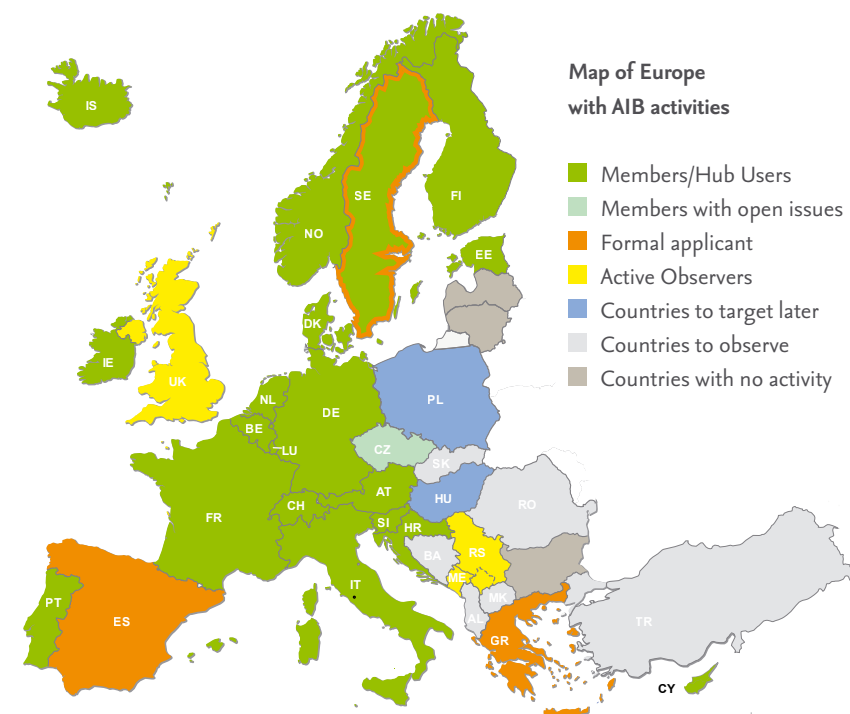 Map of Europe
with AIB activities
Members/Hub Users
Members with open issues
Formal applicant
Active Observers
Countries to target later
Countries to observe
Countries with no activity
IS
SE
FI
NO
EE
DK
IE
UK
NL
DE
PL
BE
LU
CZ
SK
AT
HU
CH
RO
FR
SI
HR
BA
RS
ME
IT
MK
PT
ES
AL
TR
GR
CY